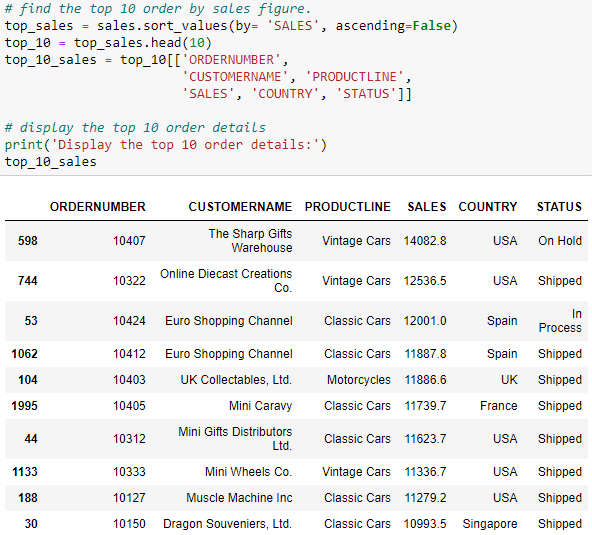 # find the top 10 order by sales figure.
top_sales = sales.sort_values(by= 'SALES', ascending=False)
top_10 = top_sales.head(10)
top_10_sales = top_10[['ORDERNUMBER',
'CUSTOMERNAME', 'PRODUCTLINE',
'SALES', 'COUNTRY', 'STATUS']]
# display the top 10 order details
print('Display the top 10 order details:')
top_10_sales
ORDERNUMBER CUSTOMERNAME PRODUCTLINE SALES COUNTRY STATUS
598 10407 The Sharp Gifts Warehouse Vintage Cars 14082.8 USA On Hold
744 10322 Online Diecast Creations Co. Vintage Cars 12536.5 USA Shipped
53 10424 Euro Shopping Channel Classic Cars 12001.0 Spain In Process
1062 10412 Euro Shopping Channel Classic Cars 11887.8 Spain Shipped
104 10403 UK Collectables, Ltd. Motorcycles 11886.6 UK Shipped
1995 10405 Mini Caravy Classic Cars 11739.7 France Shipped
44 10312 Mini Gifts Distributors Ltd. Classic Cars 11623.7 USA Shipped
1133 10333 Mini Wheels Co. Vintage Cars 11336.7 USA Shipped
188 10127 Muscle Machine Inc Classic Cars 11279.2 USA Shipped
30 10150 Dragon Souveniers, Ltd. Classic Cars 10993.5 Singapore Shipped